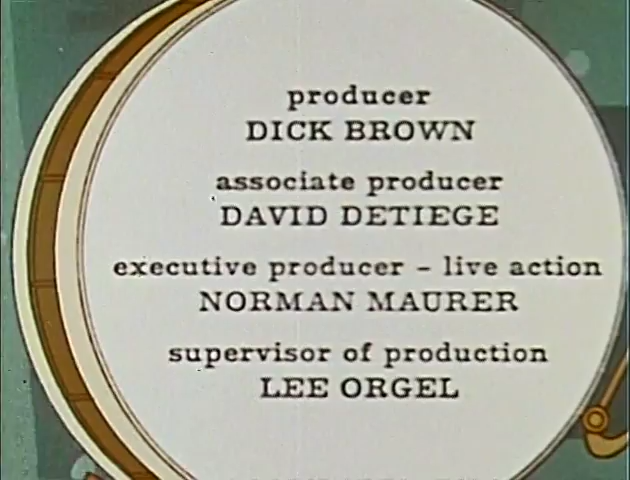 producer
DICK BROWN
associate producer
DAVID DETIEGE
executive producer - live action
NORMAN MAURER
supervisor of production
LEE ORGEL